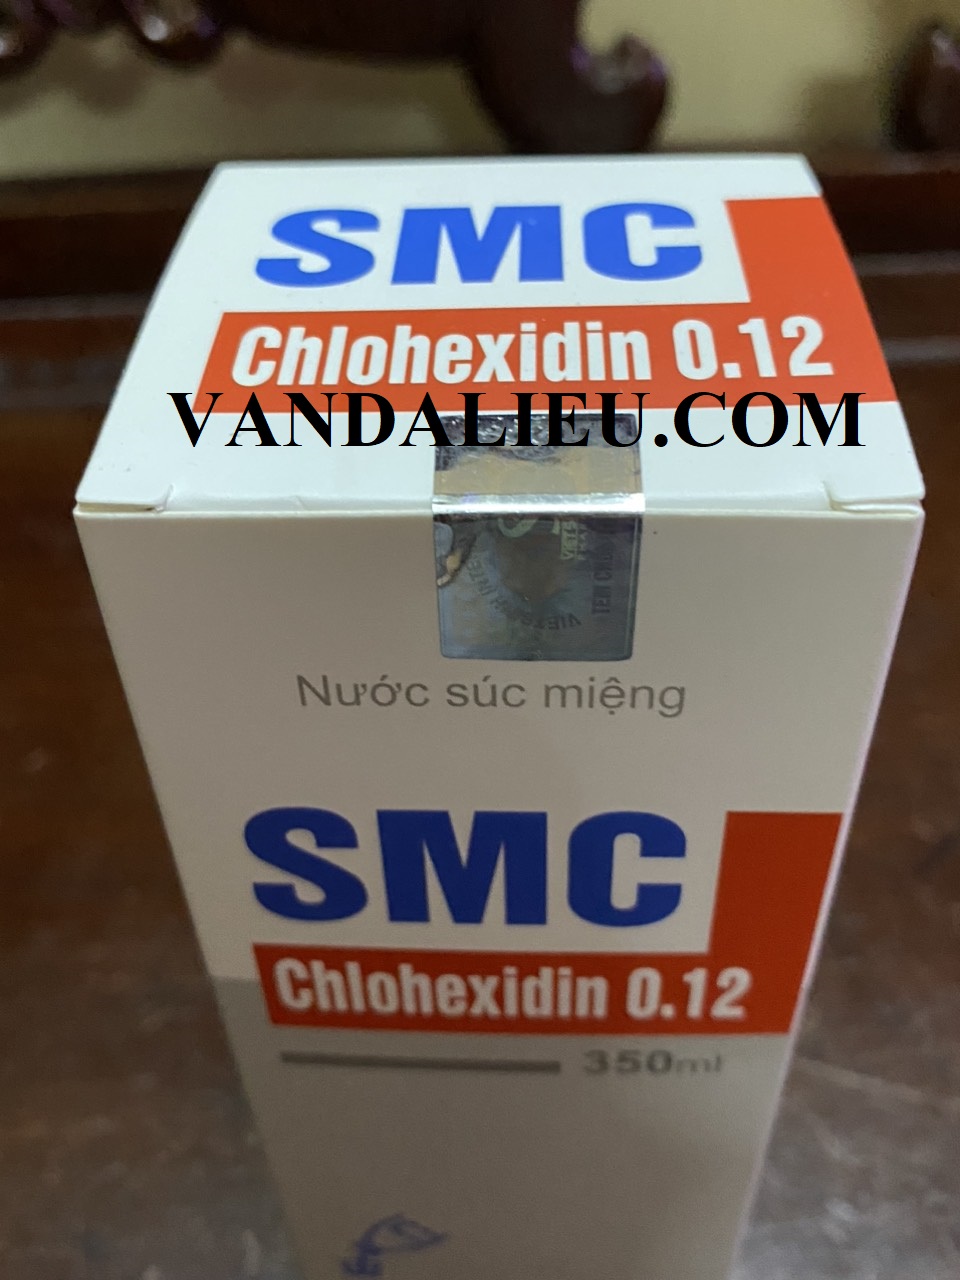 SMC
Chlohexidin 0.12
VANDALIEU.COM
Nước súc miệng
SMC
Chlohexidin 0.12
350ml